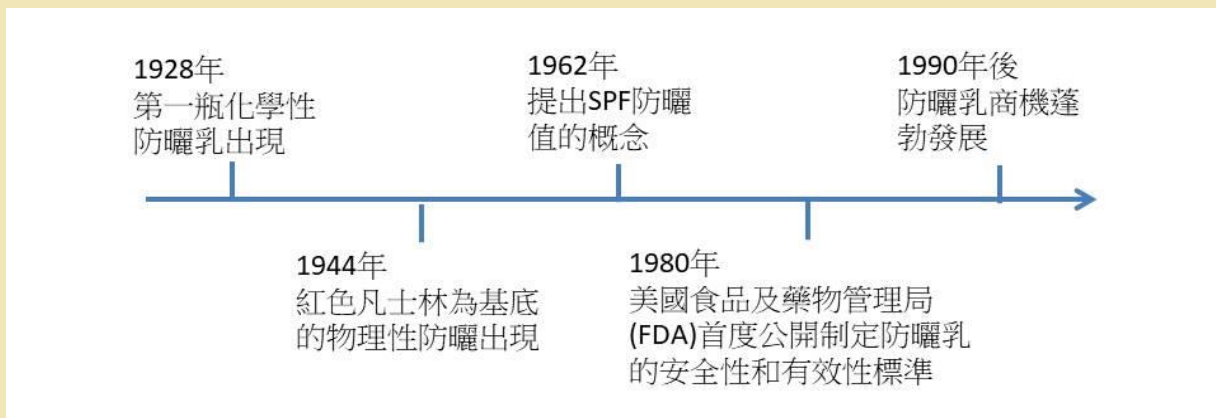 1928年
第一瓶化學性
防曬乳出現
1944年
紅色凡士林為基底
的物理性防曬出現
1962年
提出SPF防曬
值的概念
1980年
美國食品及藥物管理局
(FDA)首度公開制定防曬乳
的安全性和有效性標準
1990年後
防曬乳商機蓬
勃發展